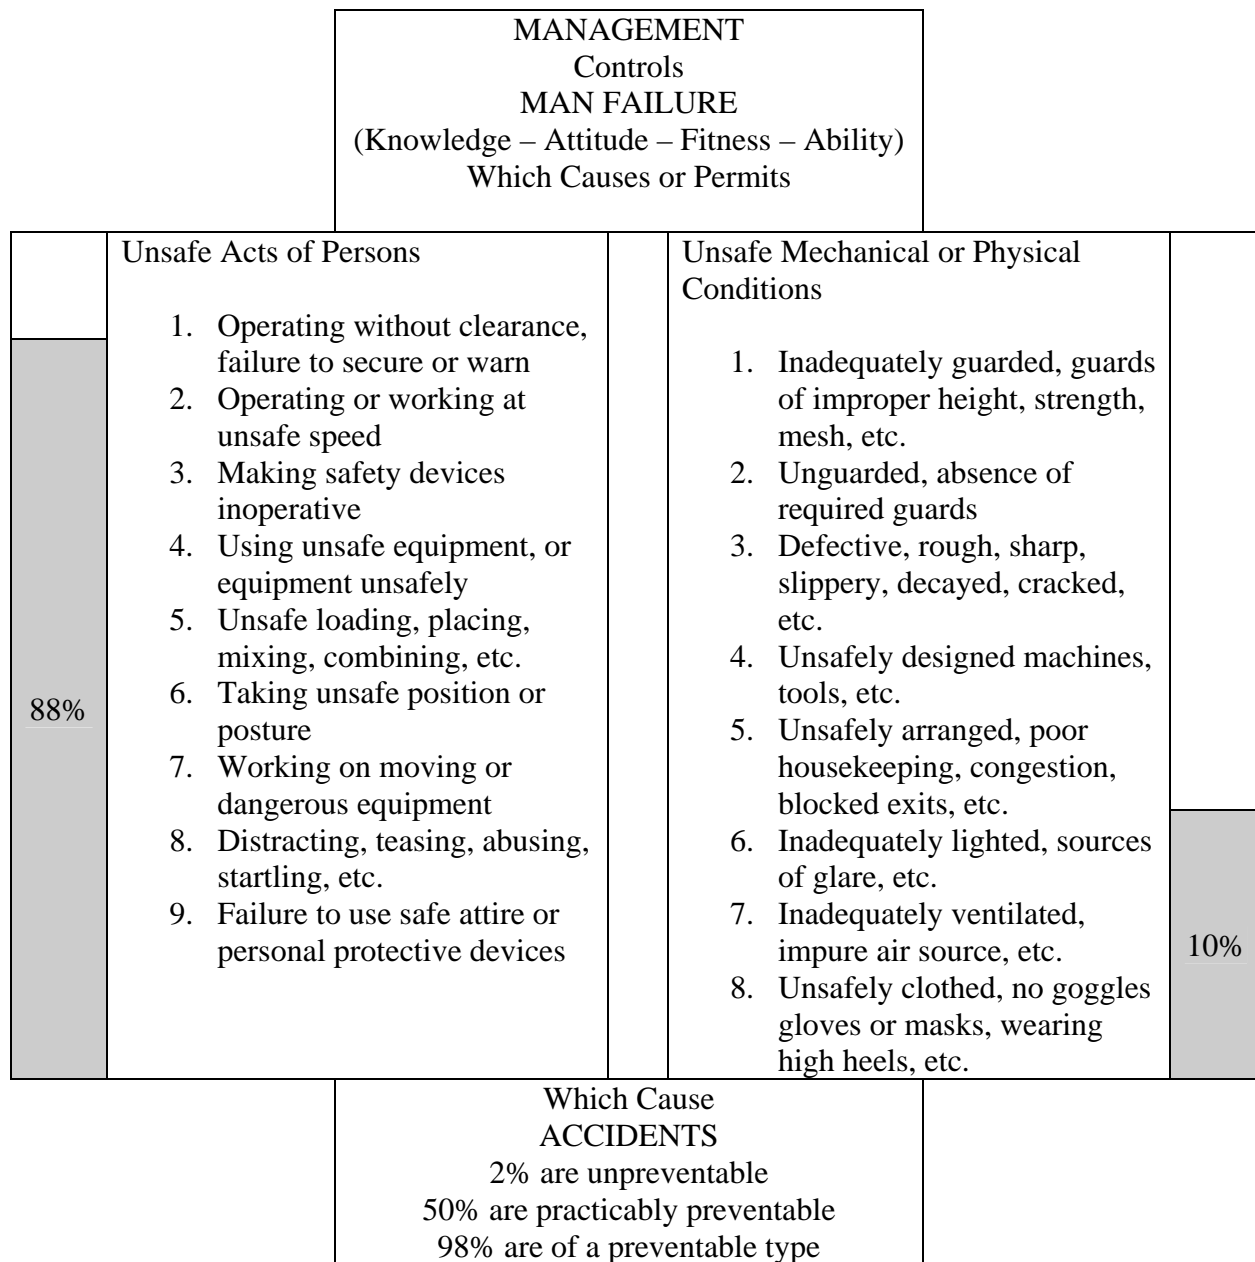 MANAGEMENT
Controls
MAN FAILURE
(Knowledge – Attitude – Fitness – Ability)
Which Causes or Permits
88%
Unsafe Acts of Persons
1. Operating without clearance,
failure to secure or warn
2. Operating or working at
unsafe speed
3. Making safety devices
inoperative
4. Using unsafe equipment, or
equipment unsafely
5. Unsafe loading, placing,
mixing, combining, etc.
6. Taking unsafe position or
posture
7. Working on moving or
dangerous equipment
8. Distracting, teasing, abusing,
startling, etc.
9. Failure to use safe attire or
personal protective devices
Unsafe Mechanical or Physical
Conditions
1. Inadequately guarded, guards
of improper height, strength,
mesh, etc.
2. Unguarded, absence of
required guards
3. Defective, rough, sharp,
slippery, decayed, cracked,
etc.
4. Unsafely designed machines,
tools, etc.
5. Unsafely arranged, poor
housekeeping, congestion,
blocked exits, etc.
6. Inadequately lighted, sources
of glare, etc.
7. Inadequately ventilated,
impure air source, etc.
8. Unsafely clothed, no goggles
gloves or masks, wearing
high heels, etc.
10%
Which Cause
ACCIDENTS
2% are unpreventable
50% are practicably preventable
98% are of a preventable type